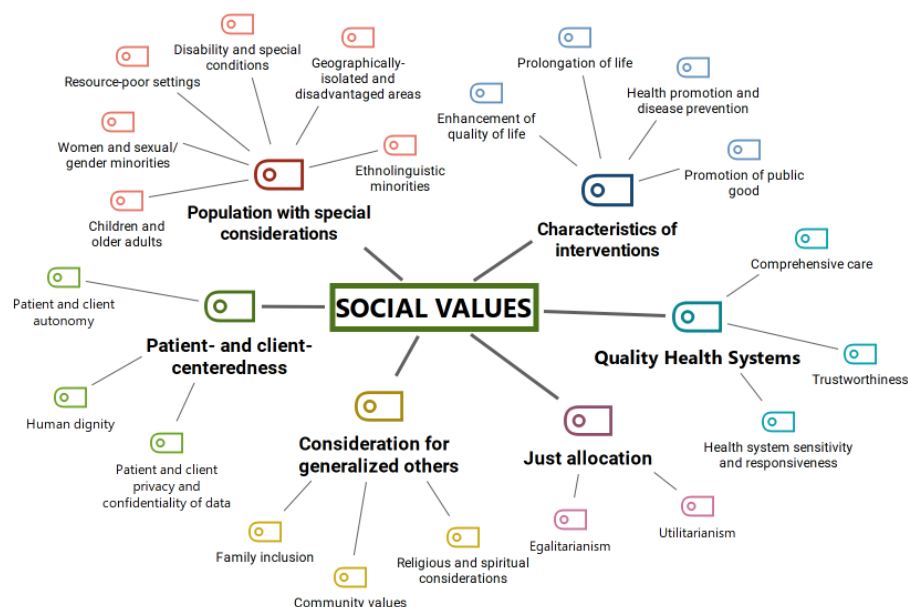 Disability and special
conditions
Geographically-
isolated and
disadvantaged areas
Resource-poor settings
Women and sexual/
gender minorities
Ethnolinguistic
minorities
Children and
older adults
Population with special
considerations
Prolongation of life
Health promotion and
disease prevention
Enhancement of
quality of life
Promotion of public
good
Characteristics of
interventions
SOCIAL VALUES
Comprehensive care
Quality Health Systems
Trustworthiness
Health system sensitivity
and responsiveness
Patient and client
autonomy
Patient- and client-
centeredness
Human dignity
Patient and client
privacy and
confidentiality of data
Consideration for
generalized others
Family inclusion
Community values
Religious and spiritual
considerations
Just allocation
Egalitarianism
Utilitarianism